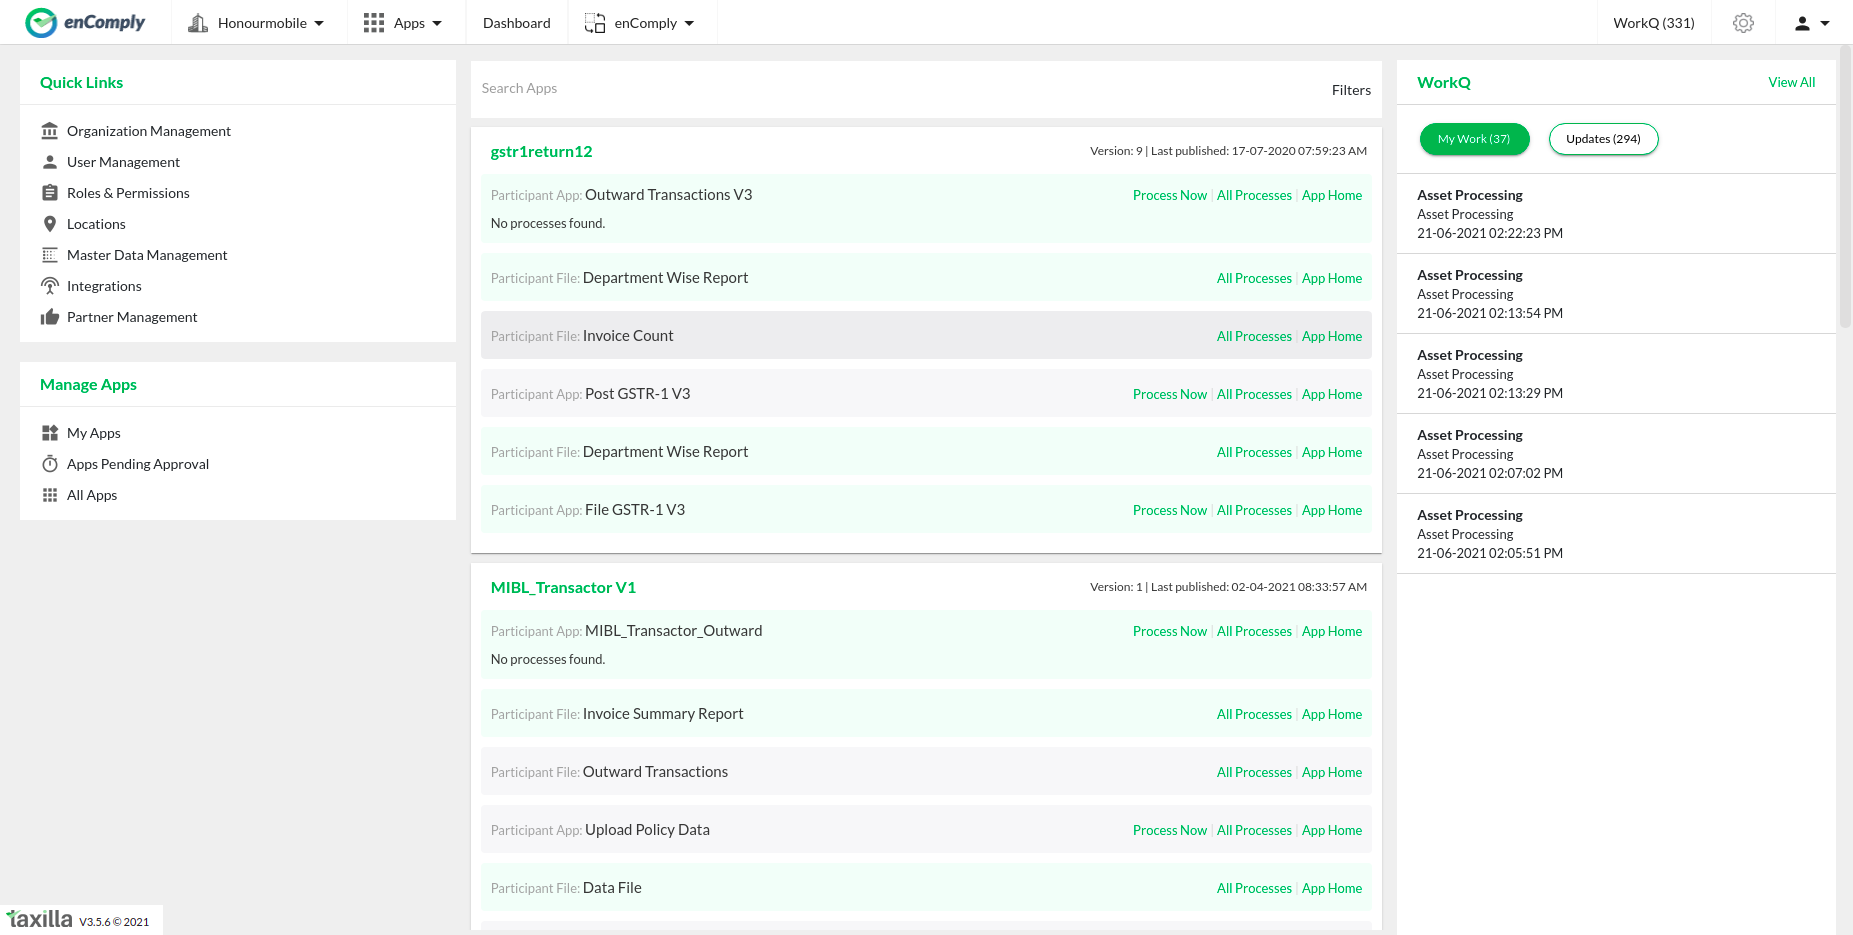 enComply
Honourmobile
Apps
Dashboard
enComply
WorkQ (331)
Quick Links
Organization Management
User Management
Roles & Permissions
Locations
Master Data Management
Integrations
Partner Management
Manage Apps
My Apps
Apps Pending Approval
All Apps
Search Apps
Filters
gstr1return12
Version: 9 | Last published: 17-07-2020 07:59:23 AM
Participant App: Outward Transactions V3
Process Now | All Processes | App Home
No processes found.
Participant File: Department Wise Report
All Processes | App Home
Participant File: Invoice Count
All Processes | App Home
Participant App: Post GSTR-1 V3
Process Now | All Processes | App Home
Participant File: Department Wise Report
All Processes | App Home
Participant App: File GSTR-1 V3
Process Now | All Processes | App Home
MIBL_Transactor V1
Version: 1 | Last published: 02-04-2021 08:33:57 AM
Participant App: MIBL_Transactor_Outward
Process Now | All Processes | App Home
No processes found.
Participant File: Invoice Summary Report
All Processes | App Home
Participant File: Outward Transactions
All Processes | App Home
Participant App: Upload Policy Data
Process Now | All Processes | App Home
Participant File: Data File
All Processes | App Home
WorkQ
View All
My Work (37)
Updates (294)
Asset Processing
Asset Processing
21-06-2021 02:22:23 PM
Asset Processing
Asset Processing
21-06-2021 02:13:54 PM
Asset Processing
Asset Processing
21-06-2021 02:13:29 PM
Asset Processing
Asset Processing
21-06-2021 02:07:02 PM
Asset Processing
Asset Processing
21-06-2021 02:05:51 PM
taxilla V3.5.6 © 2021